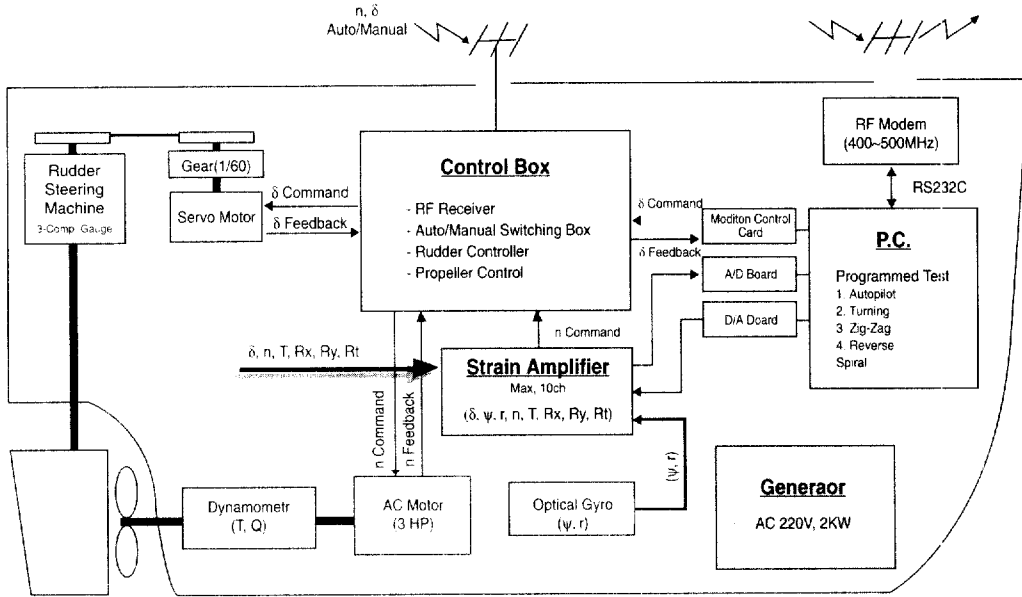 n, δ
Auto/Manual
RF Modem
(400~500MHz)
RS232C
Rudder
Steering
Machine
3-Comp. Gauge
Gear(1/60)
Servo Motor
δ Command
δ Feedback
Control Box
- RF Receiver
- Auto/Manual Switching Box
- Rudder Controller
- Propeller Control
δ Command
δ Feedback
Moditon Control
Card
A/D Board
D/A Doard
P.C.
Programmed Test
1. Autopilot
2. Turning
3 Zig-Zag
4. Reverse
Spiral
n Command
δ, n, T, Rx, Ry, Rt
Strain Amplifier
Max, 10ch
(δ, ψ, r, n, T, Rx, Ry, Rt)
n Command
n Feedback
(ψ, r)
Dynamometr
(T, Q)
AC Motor
(3 HP)
Optical Gyro
(ψ, r)
Generaor
AC 220V, 2KW